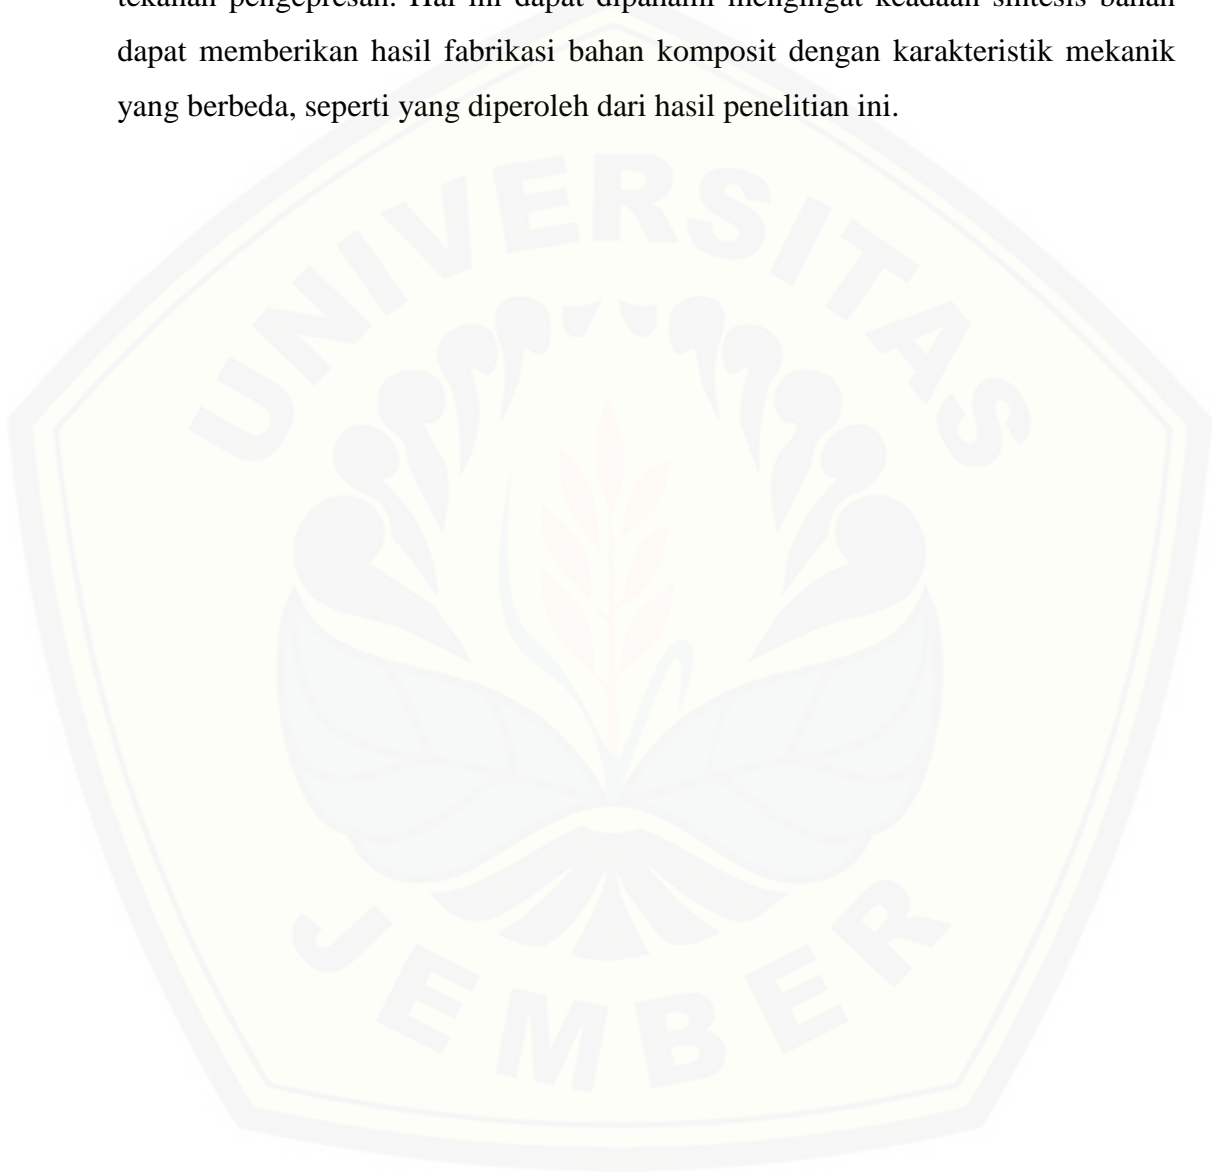 tekanan pengepresan. Hal ini dapat dipahami mengingat keadaan sintesis bahan
dapat memberikan hasil fabrikasi bahan komposit dengan karakteristik mekanik
yang berbeda, seperti yang diperoleh dari hasil penelitian ini.
UNIVERSITAS
JEMBER